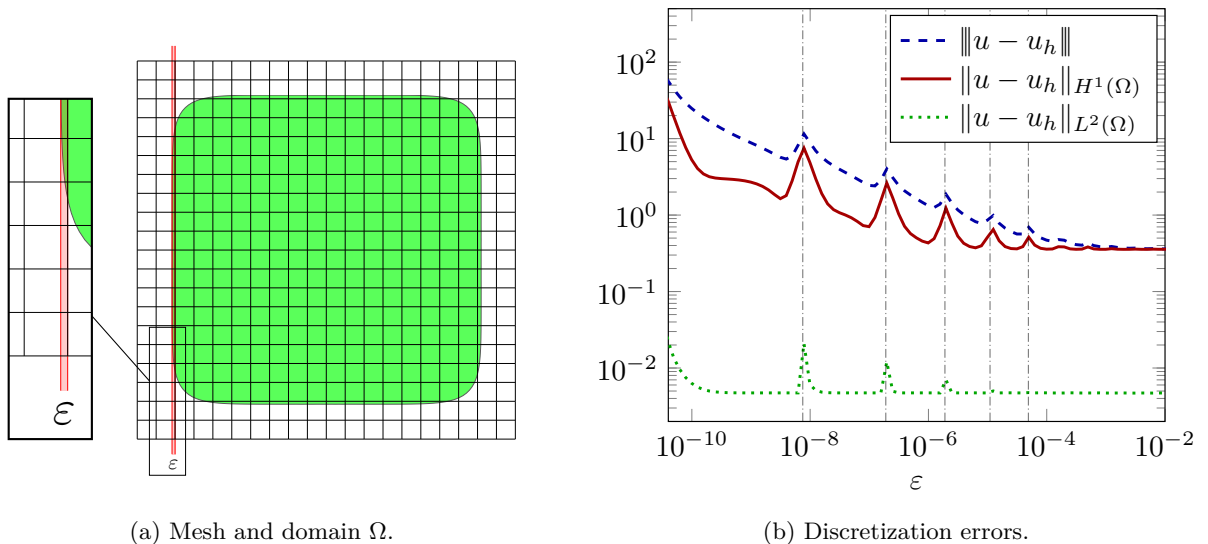 ε
ε
10^2
10^1
10^0
10^{-1}
10^{-2}
⦀u − u_h⦀
‖u − u_h‖_{H^1(Ω)}
‖u − u_h‖_{L^2(Ω)}
10^{-10} 10^{-8} 10^{-6} 10^{-4} 10^{-2}
ε
(a) Mesh and domain Ω.
(b) Discretization errors.